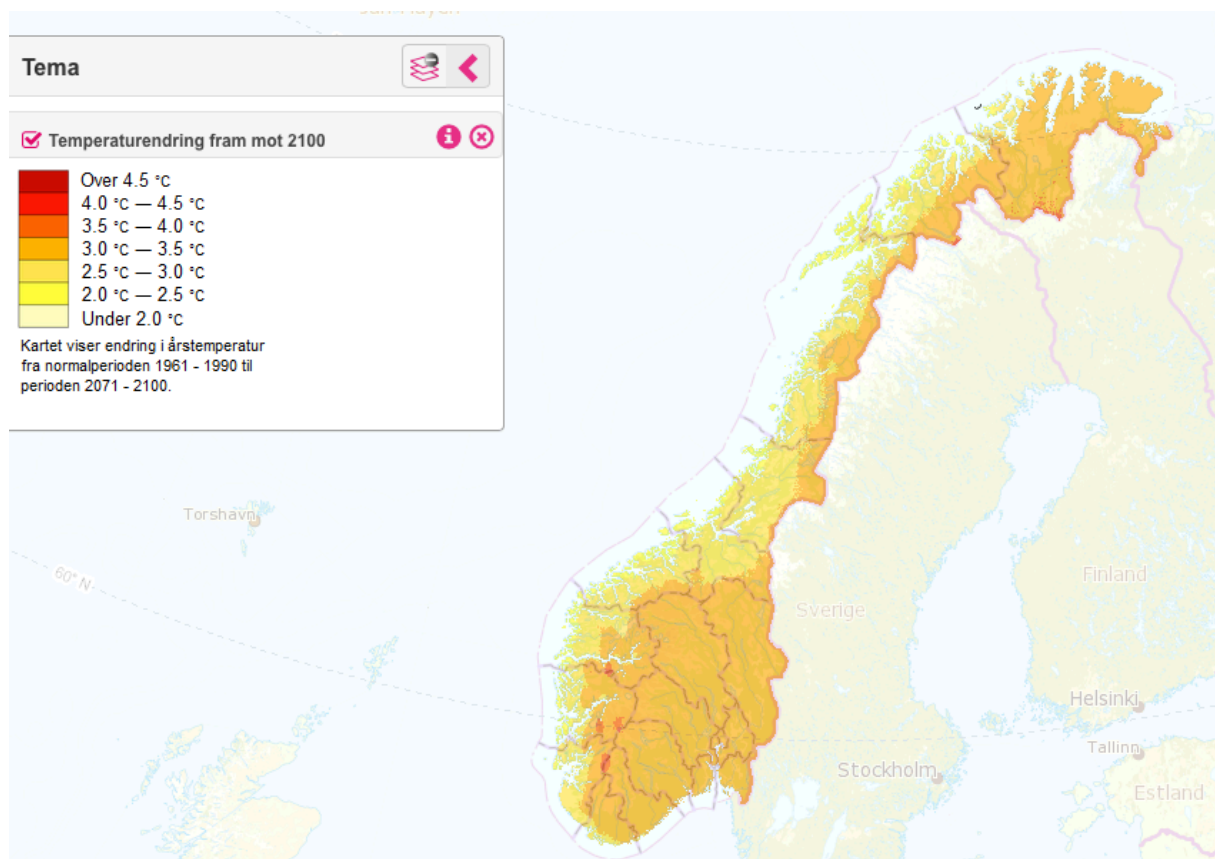 Jan Mayen
Tema
Temperaturendring fram mot 2100
Over 4.5 °C
4.0 °C — 4.5 °C
3.5 °C — 4.0 °C
3.0 °C — 3.5 °C
2.5 °C — 3.0 °C
2.0 °C — 2.5 °C
Under 2.0 °C
Kartet viser endring i årstemperatur
fra normalperioden 1961 - 1990 til
perioden 2071 - 2100.
Torshavn
60° N
Finland
Sverige
Helsinki
Tallinn
Stockholm
Estland